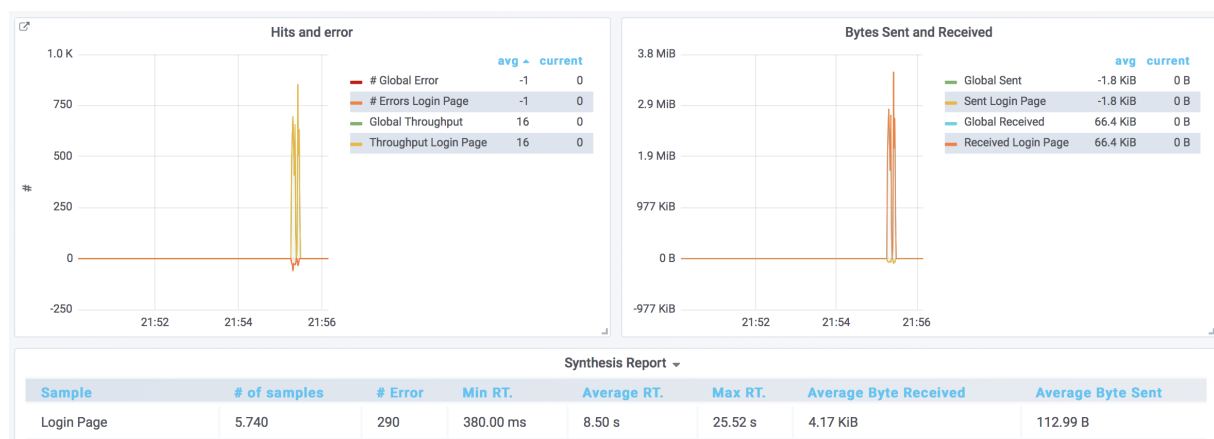 Hits and error
1.0 K
750
500
250
0
-250
#
21:52 21:54 21:56
avg current
# Global Error -1 0
# Errors Login Page -1 0
Global Throughput 16 0
Throughput Login Page 16 0
Bytes Sent and Received
3.8 MiB
2.9 MiB
1.9 MiB
977 KiB
0 B
-977 KiB
21:52 21:54 21:56
avg current
Global Sent -1.8 KiB 0 B
Sent Login Page -1.8 KiB 0 B
Global Received 66.4 KiB 0 B
Received Login Page 66.4 KiB 0 B
Synthesis Report
Sample # of samples # Error Min RT. Average RT. Max RT. Average Byte Received Average Byte Sent
Login Page 5.740 290 380.00 ms 8.50 s 25.52 s 4.17 KiB 112.99 B